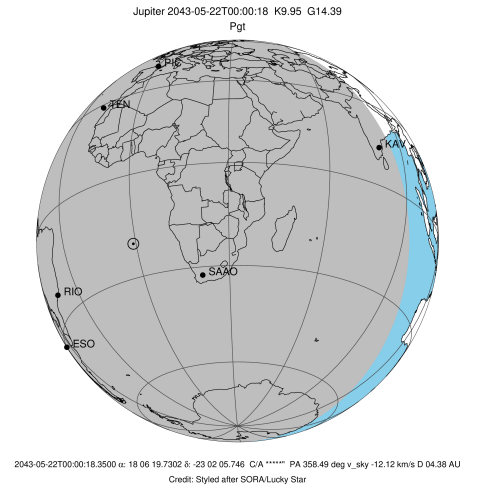 Jupiter 2043-05-22T00:00:18 K9.95 G14.39
Pgt
PIC
TEN
KAV
SAAO
RIO
ESO
2043-05-22T00:00:18.3500 α: 18 06 19.7302 δ: -23 02 05.746 C/A *****" PA 358.49 deg v_sky -12.12 km/s D 04.38 AU
Credit: Styled after SORA/Lucky Star